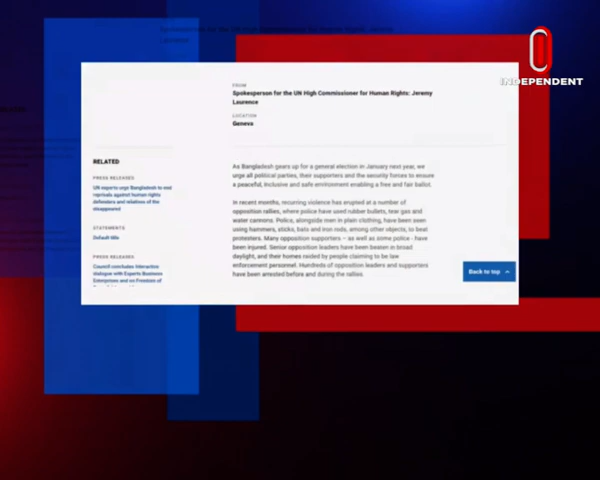 INDEPENDENT
FROM
Spokesperson for the UN High Commissioner for Human Rights: Jeremy
Laurence
LOCATION
Geneva
RELATED
PRESS RELEASES
UN experts urge Bangladesh to end
reprisals against human rights
defenders and relatives of the
disappeared
STATEMENTS
Default title
PRESS RELEASES
Council concludes interactive
dialogue with Experts Business
Enterprises and on Freedom of
As Bangladesh gears up for a general election in January next year, we
urge all political parties, their supporters and the security forces to ensure
a peaceful, inclusive and safe environment enabling a free and fair ballot.
In recent months, recurring violence has erupted at a number of
opposition rallies, where police have used rubber bullets, tear gas and
water cannons. Police, alongside men in plain clothing, have been seen
using hammers, sticks, bats and iron rods, among other objects, to beat
protesters. Many opposition supporters – as well as some police - have
been injured. Senior opposition leaders have been beaten in broad
daylight, and their homes raided by people claiming to be law
enforcement personnel. Hundreds of opposition leaders and supporters
have been arrested before and during the rallies.
Back to top